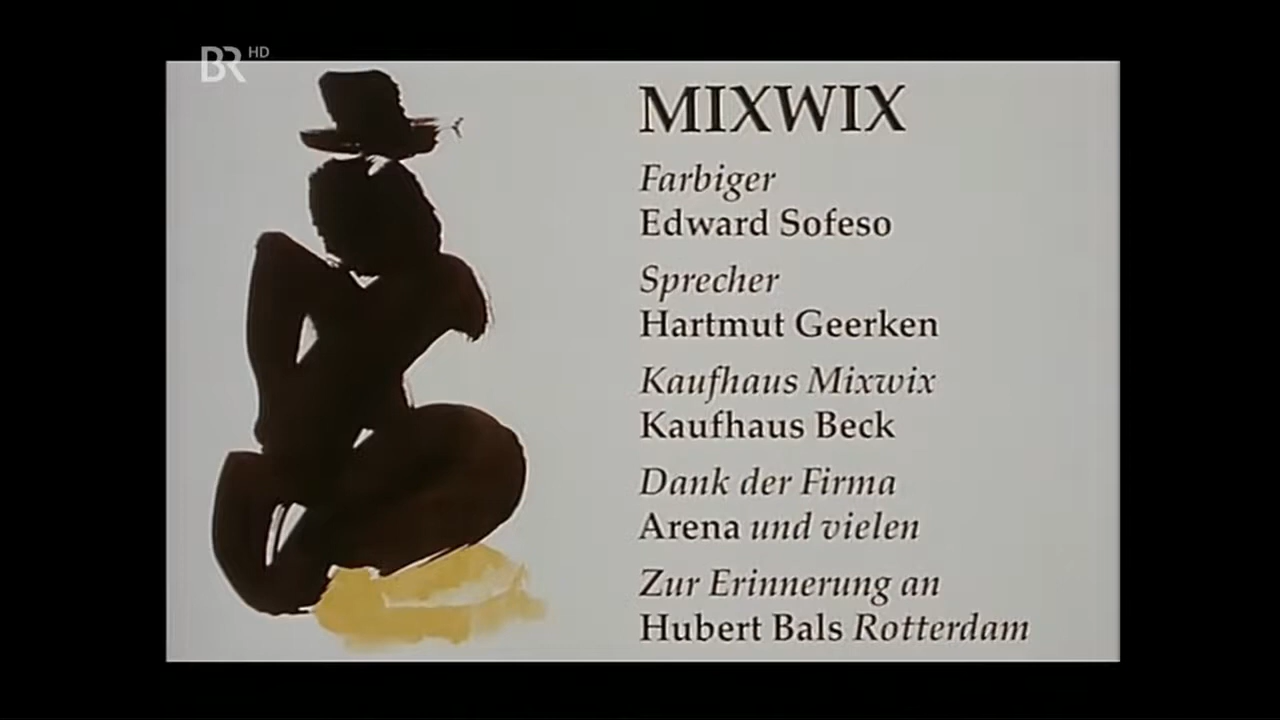 BR HD
MIXWIX
Farbiger
Edward Sofeso
Sprecher
Hartmut Geerken
Kaufhaus Mixwix
Kaufhaus Beck
Dank der Firma
Arena und vielen
Zur Erinnerung an
Hubert Bals Rotterdam